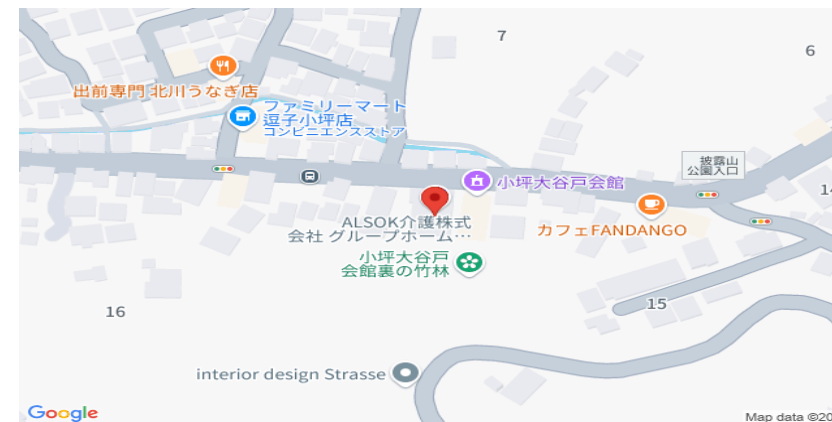 7
6
出前専門 北川うなぎ店
ファミリーマート
逗子小坪店
コンビニエンスストア
披露山
公園入口
小坪大谷戸会館
14
ALSOK介護株式
会社 グループホーム…
カフェFANDANGO
小坪大谷戸
会館裏の竹林
15
16
interior design Strasse
Google
Map data ©20